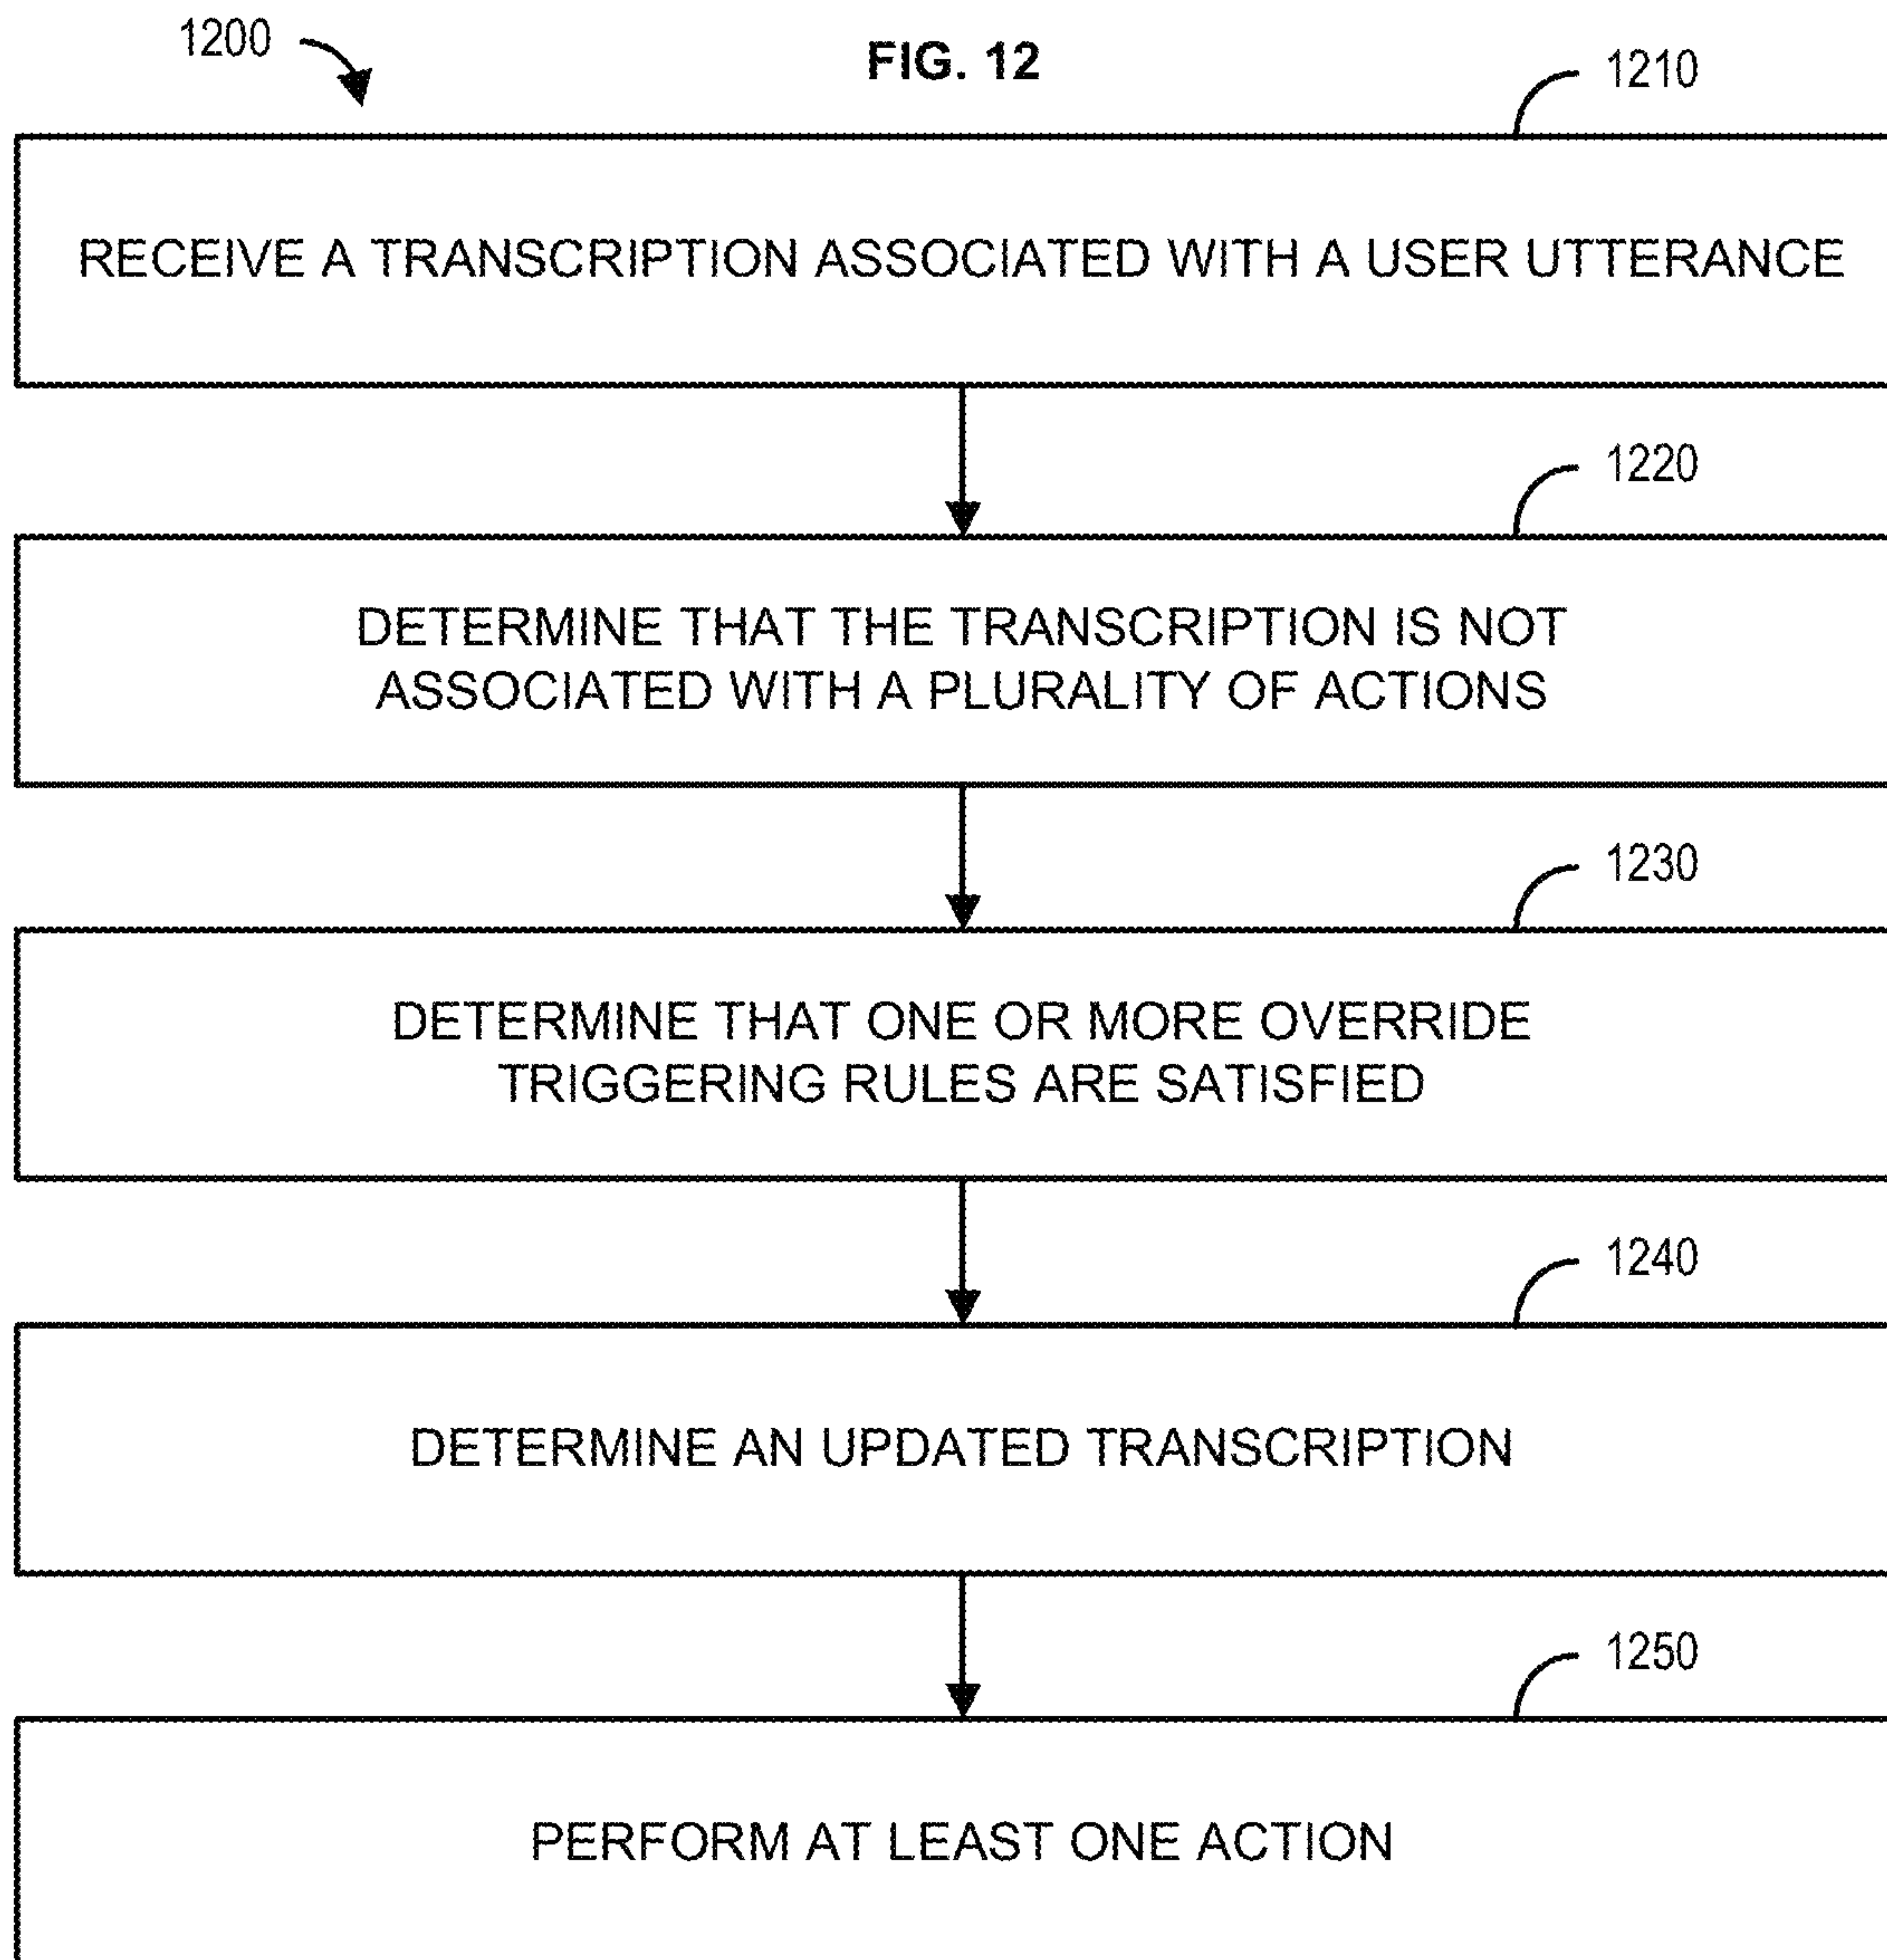 1200
FIG. 12
1210
RECEIVE A TRANSCRIPTION ASSOCIATED WITH A USER UTTERANCE
1220
DETERMINE THAT THE TRANSCRIPTION IS NOT
ASSOCIATED WITH A PLURALITY OF ACTIONS
1230
DETERMINE THAT ONE OR MORE OVERRIDE
TRIGGERING RULES ARE SATISFIED
1240
DETERMINE AN UPDATED TRANSCRIPTION
1250
PERFORM AT LEAST ONE ACTION